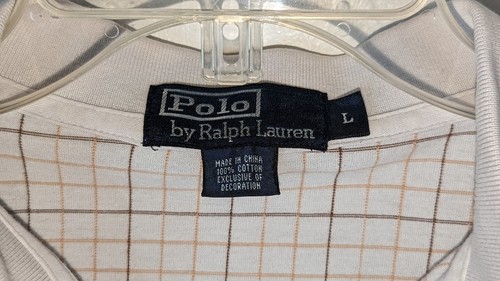 Polo
by Ralph Lauren
L
MADE IN CHINA
100% COTTON
EXCLUSIVE OF
DECORATION